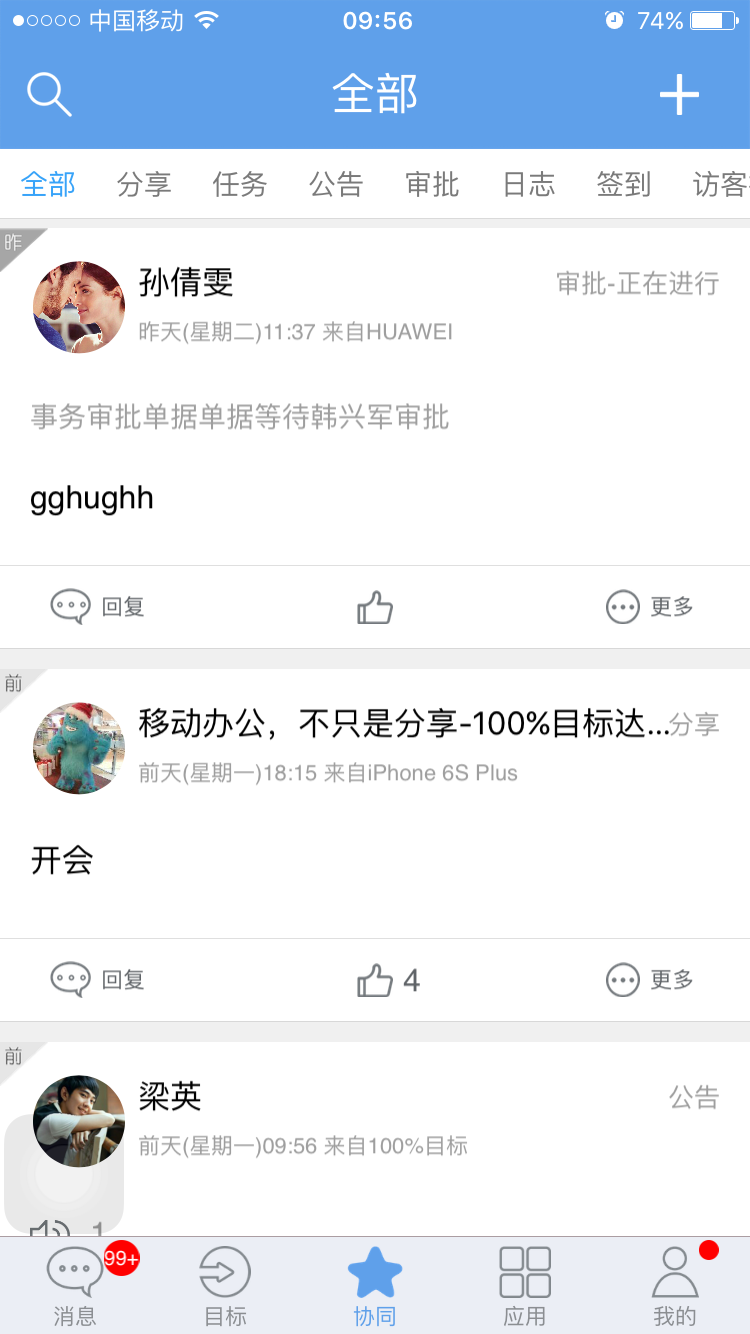 中国移动 09:56 74%
全部
全部 分享 任务 公告 审批 日志 签到 访客
昨
孙倩雯 审批-正在进行
昨天(星期二)11:37 来自HUAWEI
事务审批单据单据等待韩兴军审批
gghughh
回复 更多
前
移动办公，不只是分享-100%目标达... 分享
前天(星期一)18:15 来自iPhone 6S Plus
开会
回复 4 更多
前
梁英 公告
前天(星期一)09:56 来自100%目标
1
99+
消息 目标 协同 应用 我的